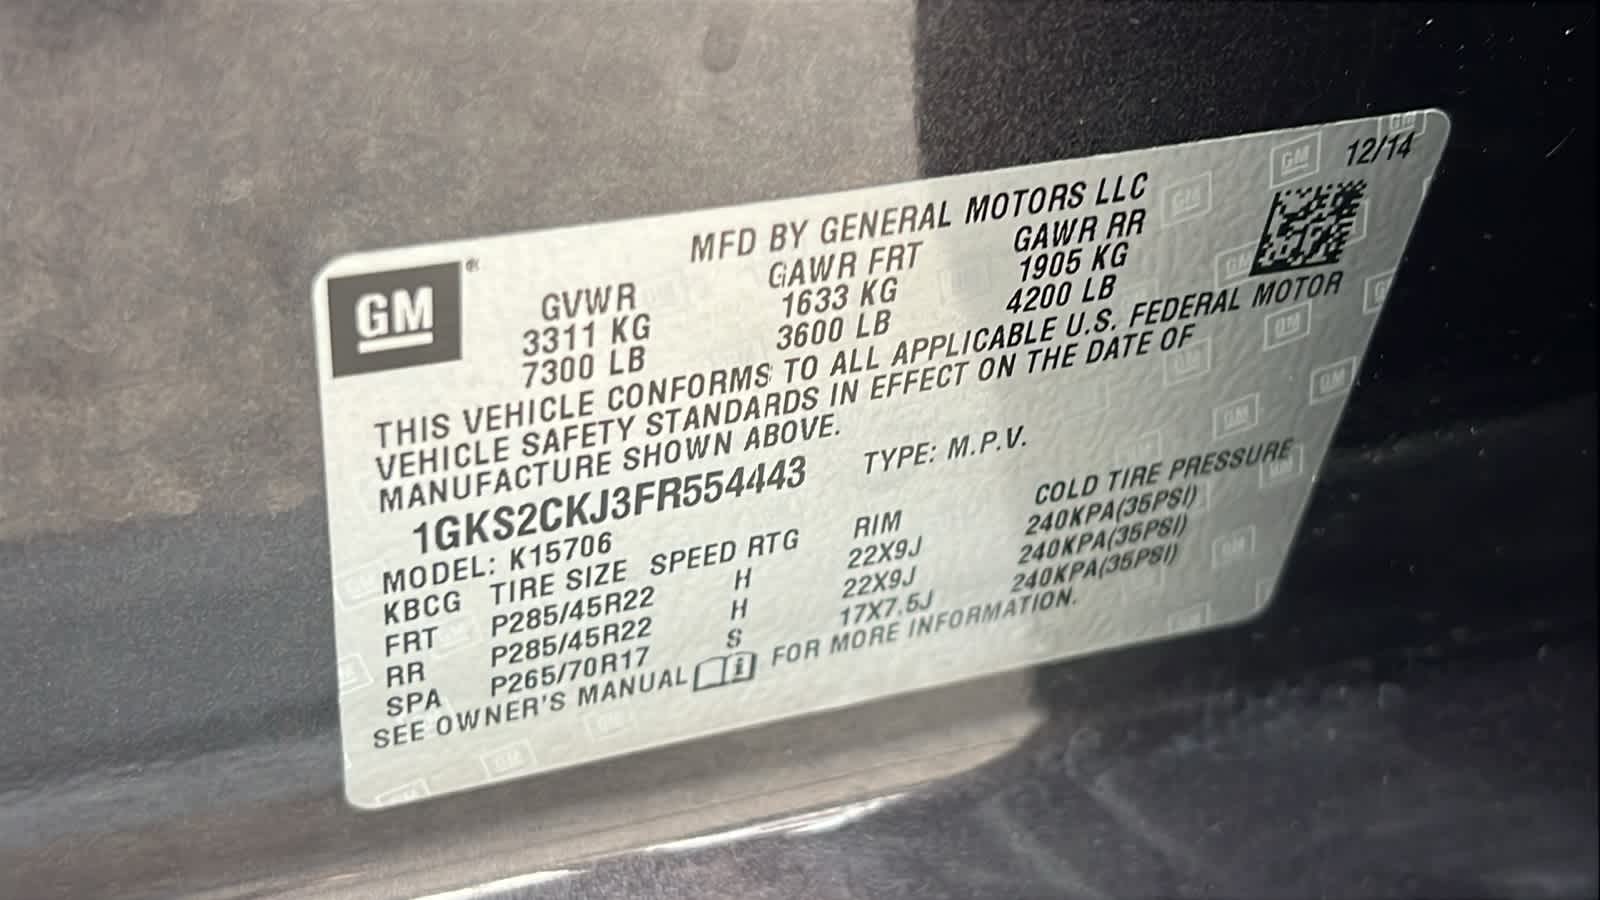 GM®
12/14
MFD BY GENERAL MOTORS LLC
GVWR GAWR FRT GAWR RR
3311 KG 1633 KG 1905 KG
7300 LB 3600 LB 4200 LB
THIS VEHICLE CONFORMS TO ALL APPLICABLE U.S. FEDERAL MOTOR
VEHICLE SAFETY STANDARDS IN EFFECT ON THE DATE OF
MANUFACTURE SHOWN ABOVE.
1GKS2CKJ3FR554443 TYPE: M.P.V.
MODEL: K15706
KBCG TIRE SIZE SPEED RTG RIM COLD TIRE PRESSURE
FRT P285/45R22 H 22X9J 240KPA(35PSI)
RR P285/45R22 H 22X9J 240KPA(35PSI)
SPA P265/70R17 S 17X7.5J 240KPA(35PSI)
SEE OWNER'S MANUAL FOR MORE INFORMATION.